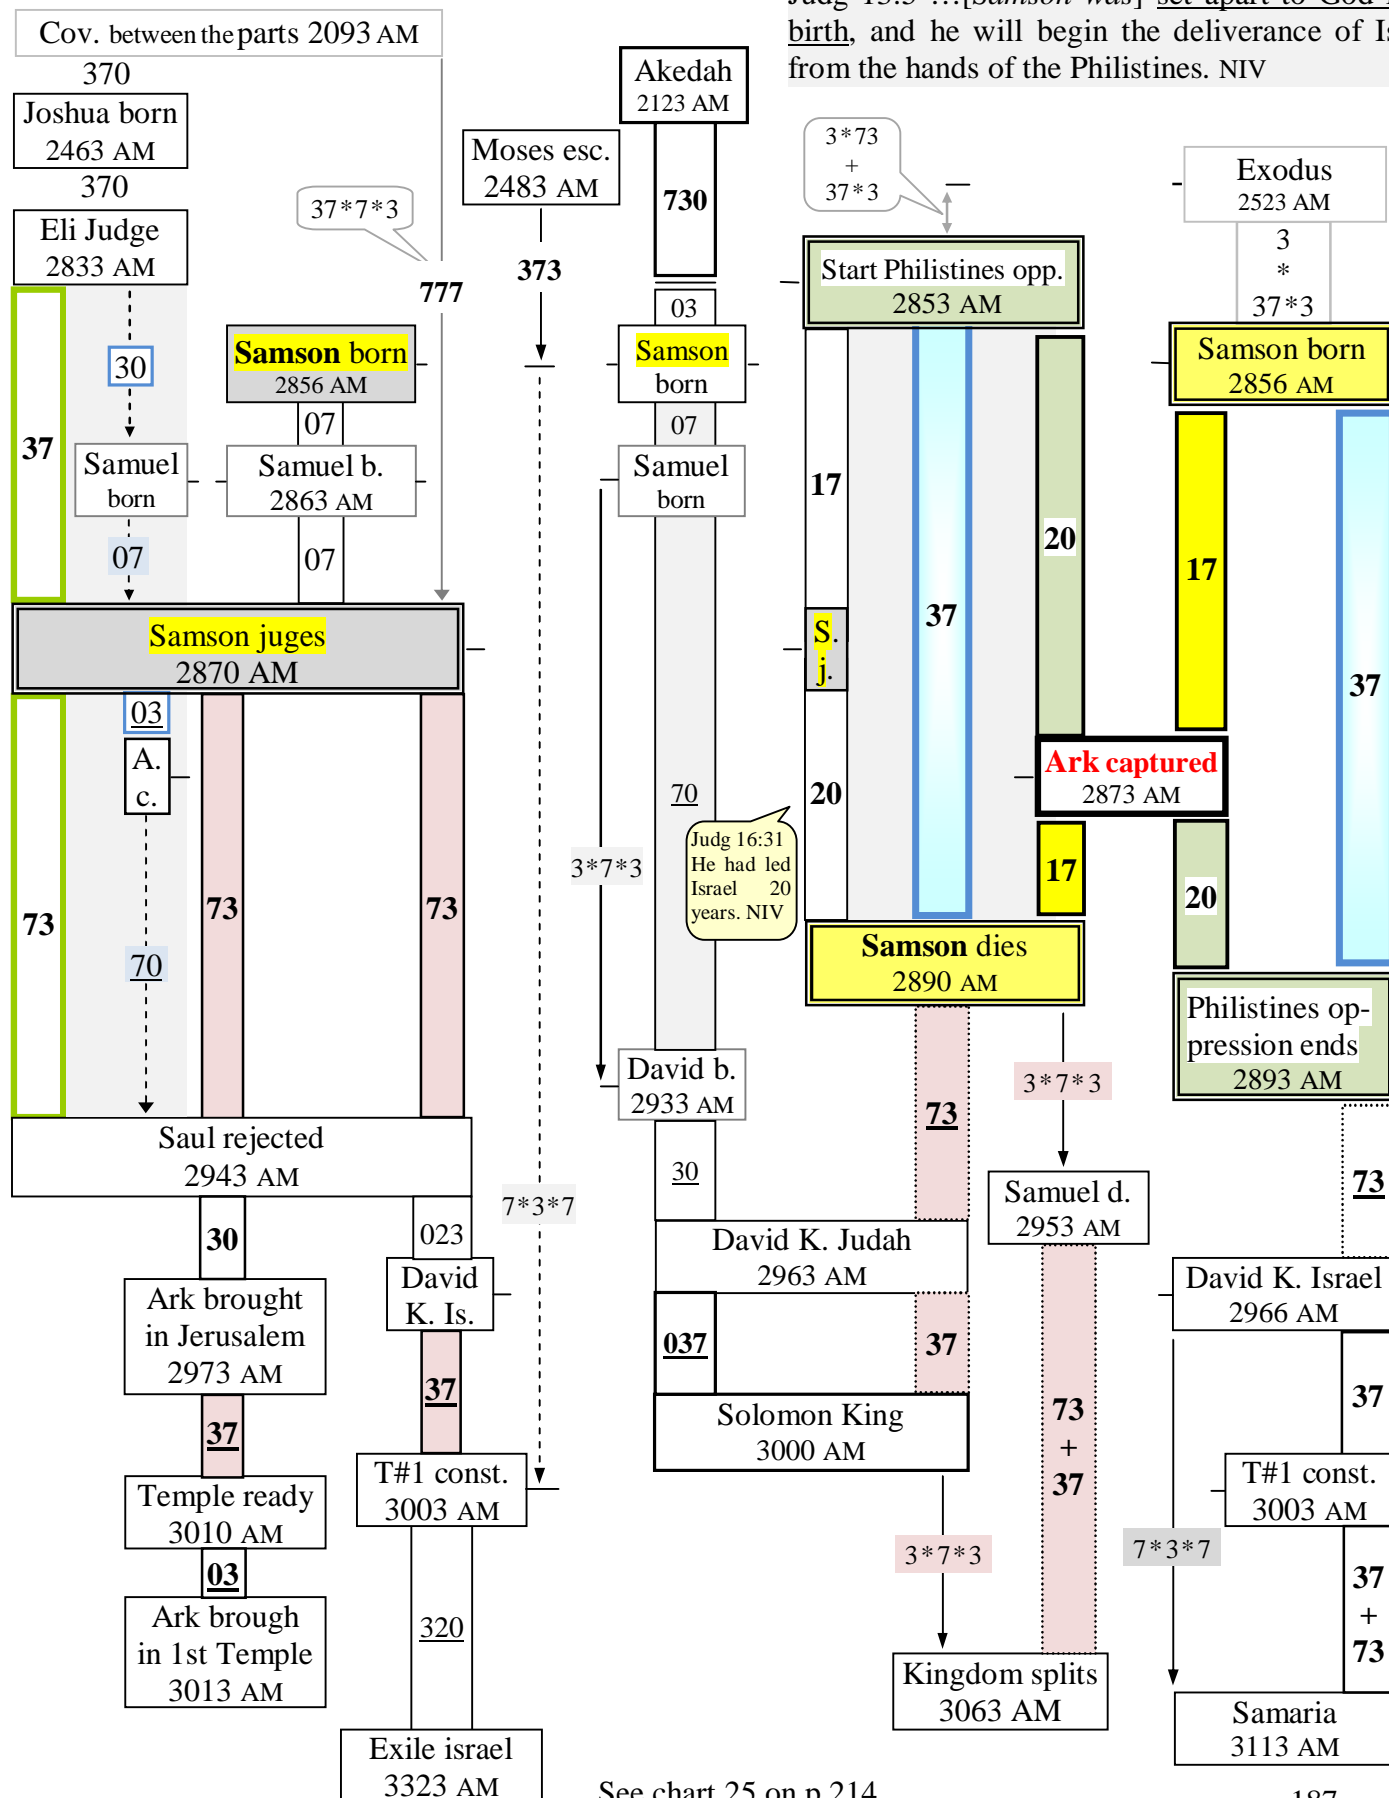 Judg 13:5 …[Samson was] set apart to God
birth, and he will begin the deliverance of Is
from the hands of the Philistines. NIV
Cov. between the parts 2093 AM
370
Joshua born
2463 AM
370
Eli Judge
2833 AM
37
30
Samuel
born
07
37*7*3
777
Samson born
2856 AM
07
Samuel b.
2863 AM
07
Samson juges
2870 AM
73
03
A.
c.
70
73
73
Saul rejected
2943 AM
30
Ark brought
in Jerusalem
2973 AM
37
Temple ready
3010 AM
03
Ark brough
in 1st Temple
3013 AM
023
David
K. Is.
37
T#1 const.
3003 AM
320
Exile israel
3323 AM
Moses esc.
2483 AM
373
7*3*7
Akedah
2123 AM
730
03
Samson
born
07
Samuel
born
3*7*3
70
David b.
2933 AM
30
David K. Judah
2963 AM
037
37
Solomon King
3000 AM
3*7*3
Kingdom splits
3063 AM
3*73
+
37*3
Start Philistines opp.
2853 AM
17
S.
j.
20
Judg 16:31
He had led
Israel 20
years. NIV
37
20
Ark captured
2873 AM
17
Samson dies
2890 AM
73
3*7*3
Samuel d.
2953 AM
73
+
37
Exodus
2523 AM
3
*
37*3
Samson born
2856 AM
17
37
20
Philistines op-
pression ends
2893 AM
73
David K. Israel
2966 AM
37
T#1 const.
3003 AM
7*3*7
37
+
73
Samaria
3113 AM
See chart 25 on p.214
187